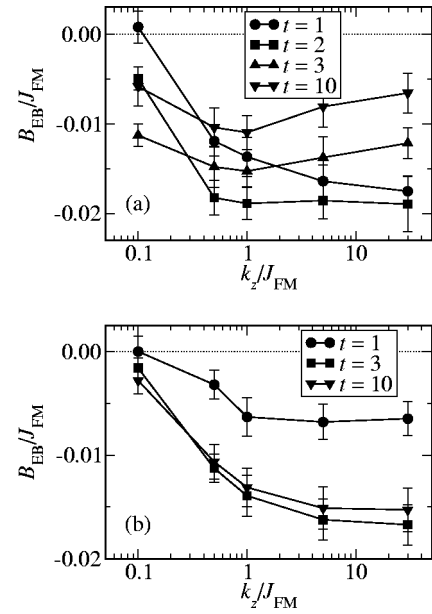 0.00
-0.01
-0.02
B_EB/J_FM
t = 1
t = 2
t = 3
t = 10
(a)
0.1
1
10
k_z/J_FM
0.00
-0.01
-0.02
B_EB/J_FM
t = 1
t = 3
t = 10
(b)
0.1
1
10
k_z/J_FM